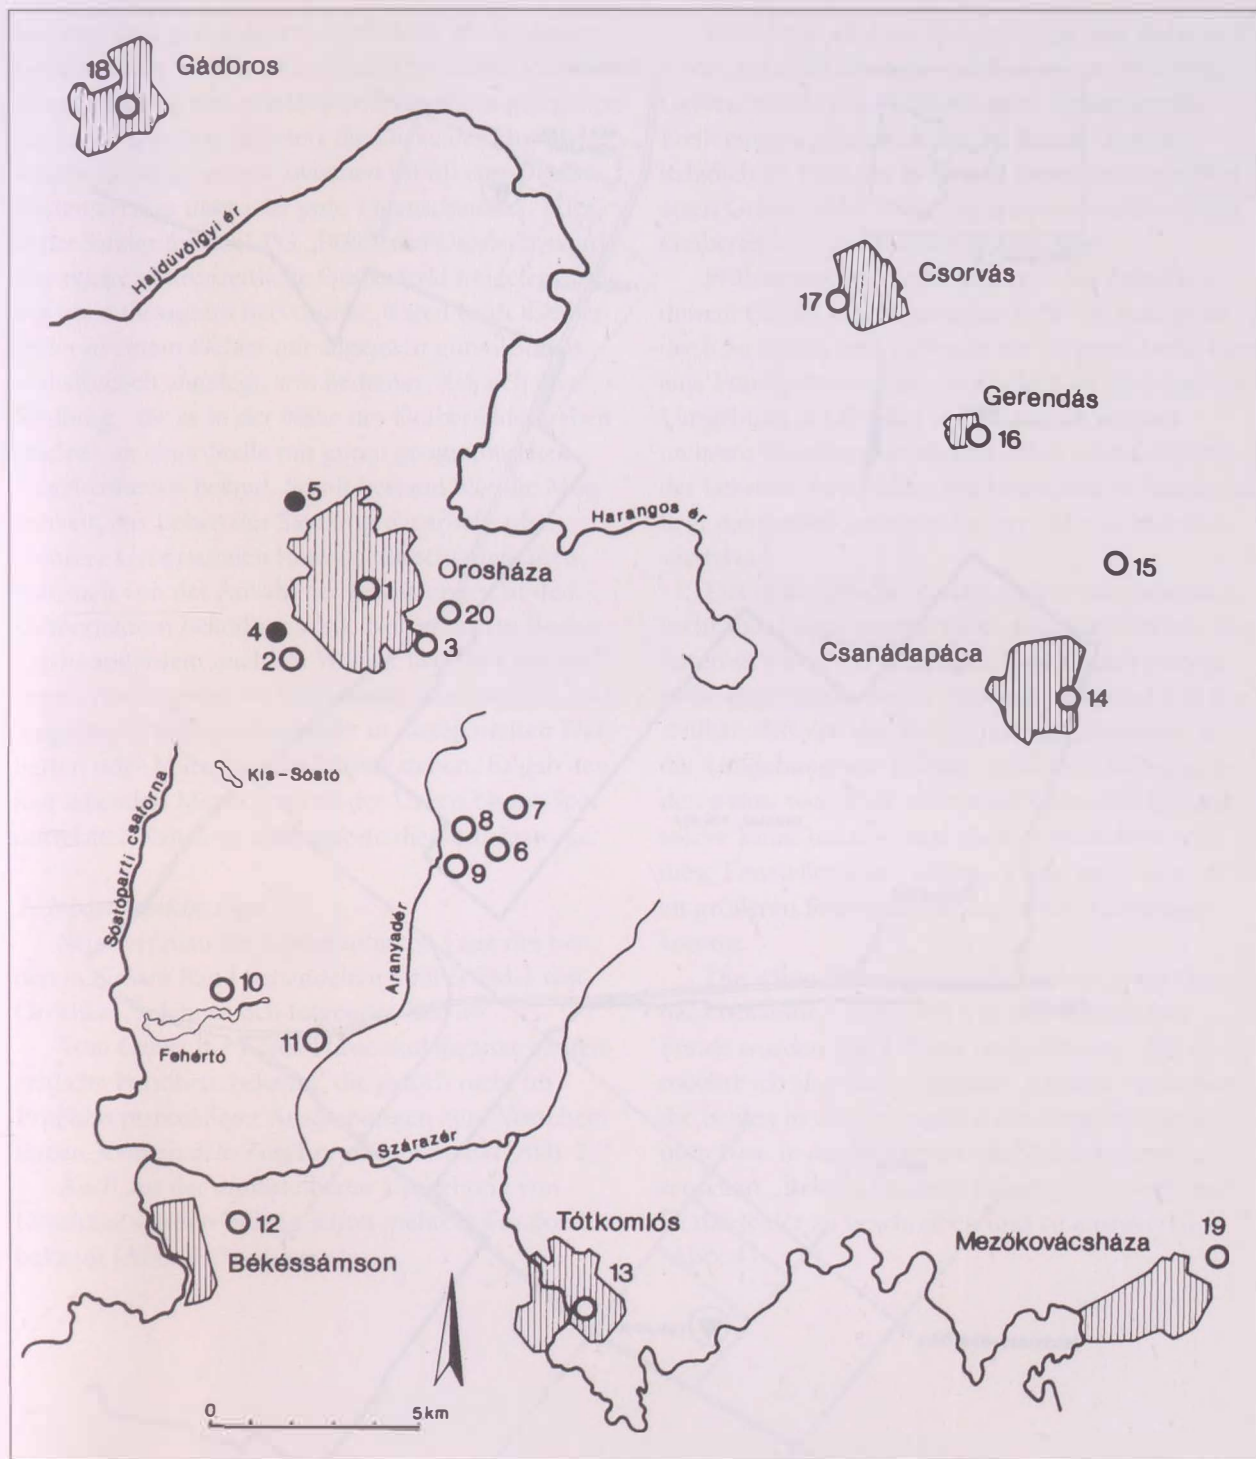 18 Gádoros
Hajdúvölgyi ér
17 Csorvás
Gerendás
16
5
Harangos ér
Orosháza
1
20
15
4
2
3
Csanádapáca
14
Sóstóparti csatorna
Kis-Sóstó
7
8
6
9
Aranyadér
10
Fehértó
11
Szárazér
12
Békéssámson
Tótkomlós
13
Mezőkovácsháza
19
0 5 km